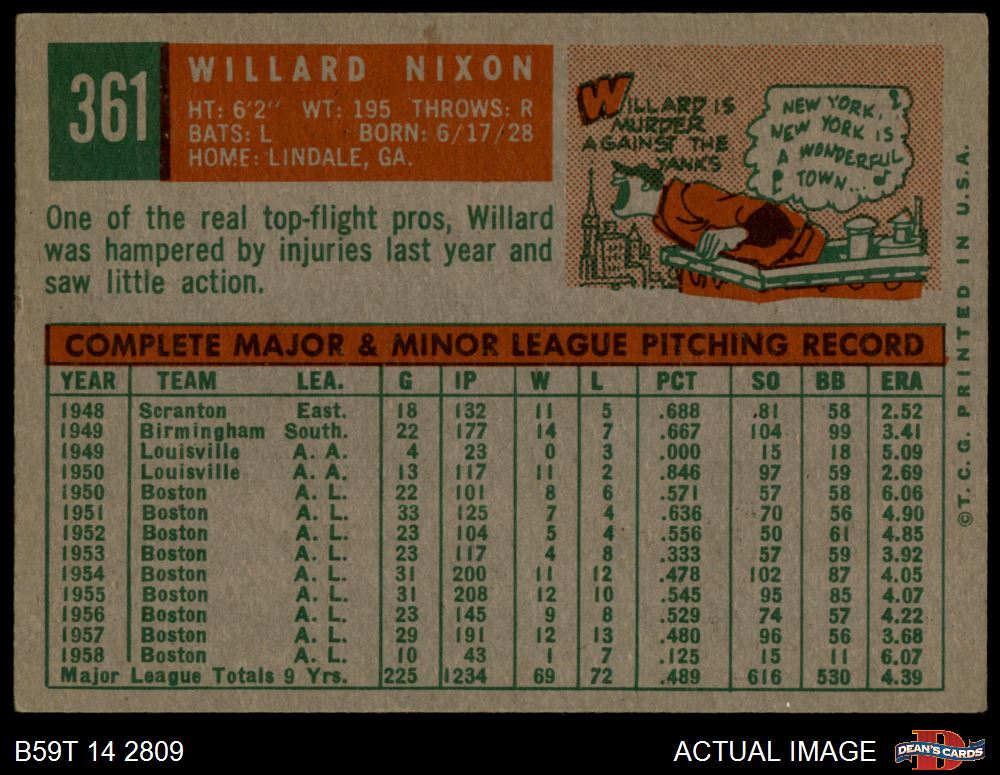 361
WILLARD NIXON
HT: 6'2" WT: 195 THROWS: R
BATS: L BORN: 6/17/28
HOME: LINDALE, GA.
WILLARD IS
MURDER
AGAINST THE
YANKS
NEW YORK,
NEW YORK IS
A WONDERFUL
TOWN...
One of the real top-flight pros, Willard
was hampered by injuries last year and
saw little action.
COMPLETE MAJOR & MINOR LEAGUE PITCHING RECORD
YEAR TEAM LEA. G IP W L PCT SO BB ERA
1948 Scranton East. 18 132 11 5 .688 .81 58 2.52
1949 Birmingham South. 22 177 14 7 .667 104 99 3.41
1949 Louisville A. A. 4 23 0 3 .000 15 18 5.09
1950 Louisville A. A. 13 117 11 2 .846 97 59 2.69
1950 Boston A. L. 22 101 8 6 .571 57 58 6.06
1951 Boston A. L. 33 125 7 4 .636 70 56 4.90
1952 Boston A. L. 23 104 5 4 .556 50 61 4.85
1953 Boston A. L. 23 117 4 8 .333 57 59 3.92
1954 Boston A. L. 31 200 11 12 .478 102 87 4.05
1955 Boston A. L. 31 208 12 10 .545 95 85 4.07
1956 Boston A. L. 23 145 9 8 .529 74 57 4.22
1957 Boston A. L. 29 191 12 13 .480 96 56 3.68
1958 Boston A. L. 10 43 1 7 .125 15 11 6.07
Major League Totals 9 Yrs. 225 1234 69 72 .489 616 530 4.39
©T.C.G. PRINTED IN U.S.A.
B59T 14 2809
ACTUAL IMAGE
DEAN'S CARDS